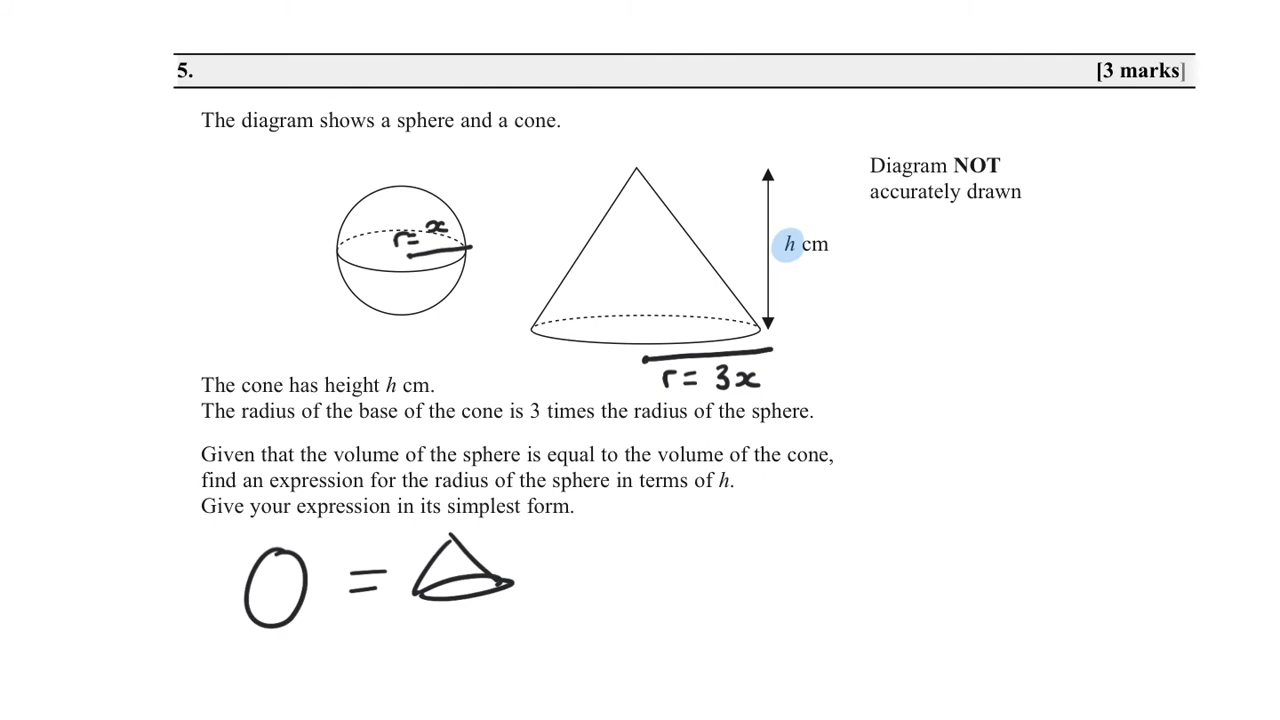 5. [3 marks]
The diagram shows a sphere and a cone.
Diagram NOT
accurately drawn
r= x
h cm
r= 3x
The cone has height h cm.
The radius of the base of the cone is 3 times the radius of the sphere.
Given that the volume of the sphere is equal to the volume of the cone,
find an expression for the radius of the sphere in terms of h.
Give your expression in its simplest form.
=